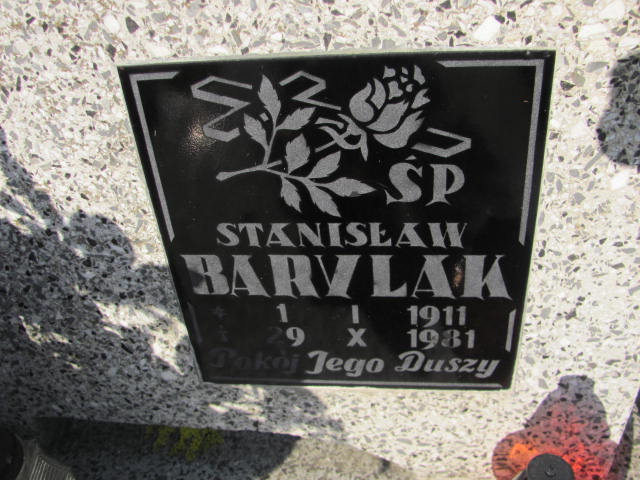 ŚP
STANISŁAW
BARYLAK
* 1 I 1911
† 29 X 1981
Pokój Jego Duszy